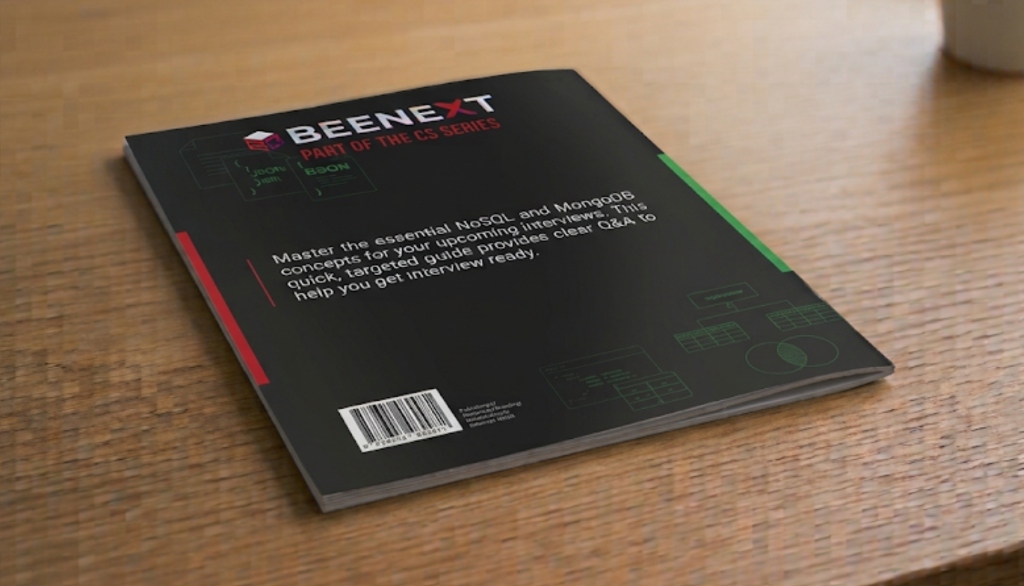 BEENEXT
PART OF THE CS SERIES
BSON
Master the essential NoSQL and MongoDB
concepts for your upcoming interviews. This
quick, targeted guide provides clear Q&A to
help you get interview ready.